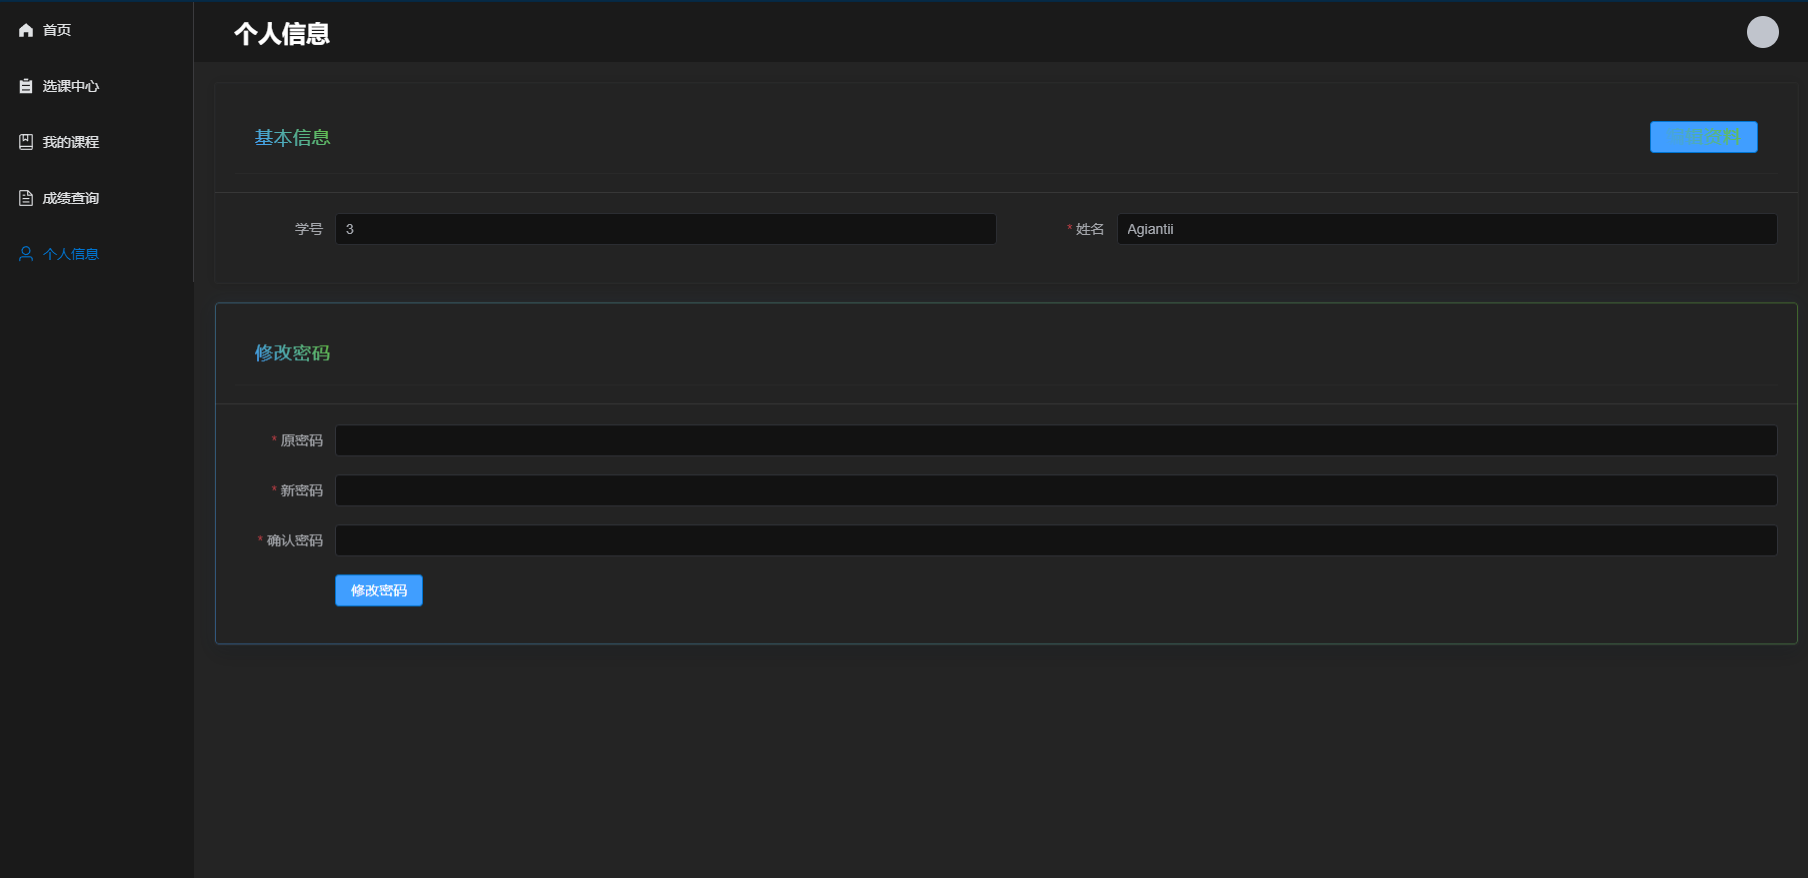 首页
个人信息
选课中心
我的课程
成绩查询
个人信息
基本信息
资料
学号 3
* 姓名 Agiantii
修改密码
* 原密码
* 新密码
* 确认密码
修改密码